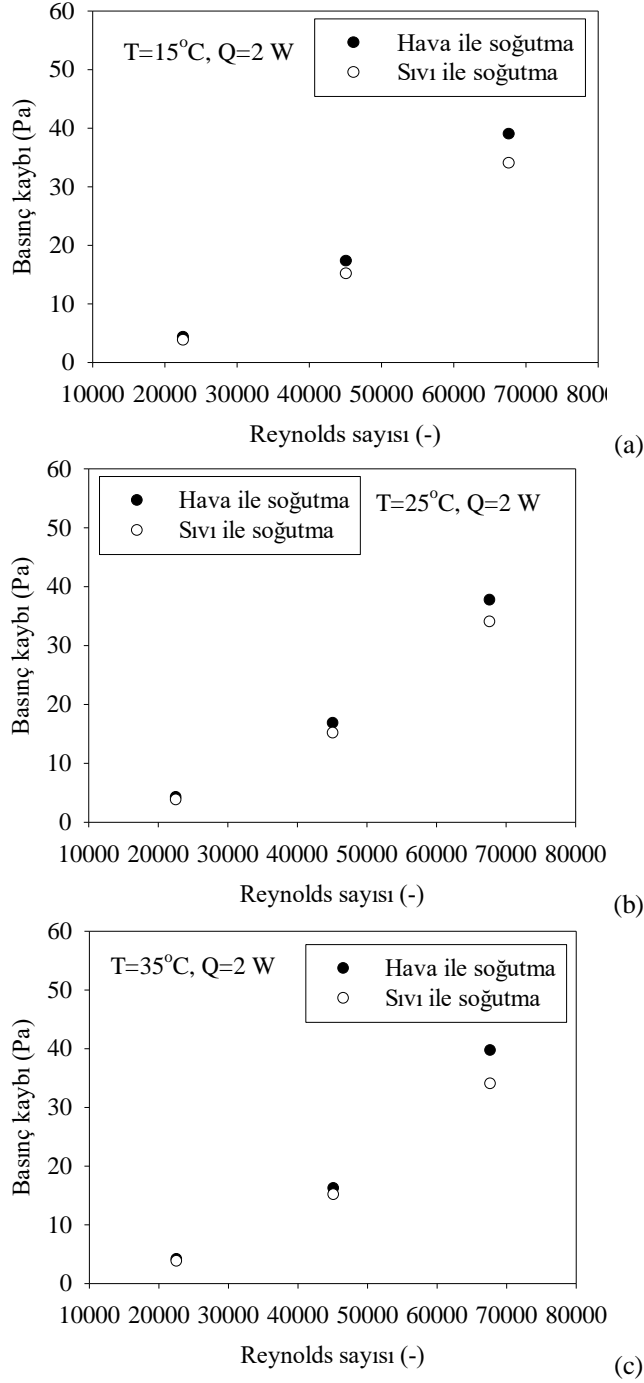 60
50
40
30
20
10
0
Basınç kaybı (Pa)
T=15°C, Q=2 W
Hava ile soğutma
Sıvı ile soğutma
10000 20000 30000 40000 50000 60000 70000 8000
Reynolds sayısı (-)
(a)
60
50
40
30
20
10
0
Basınç kaybı (Pa)
Hava ile soğutma
Sıvı ile soğutma
T=25°C, Q=2 W
10000 20000 30000 40000 50000 60000 70000 80000
Reynolds sayısı (-)
(b)
60
50
40
30
20
10
0
Basınç kaybı (Pa)
T=35°C, Q=2 W
Hava ile soğutma
Sıvı ile soğutma
10000 20000 30000 40000 50000 60000 70000 80000
Reynolds sayısı (-)
(c)